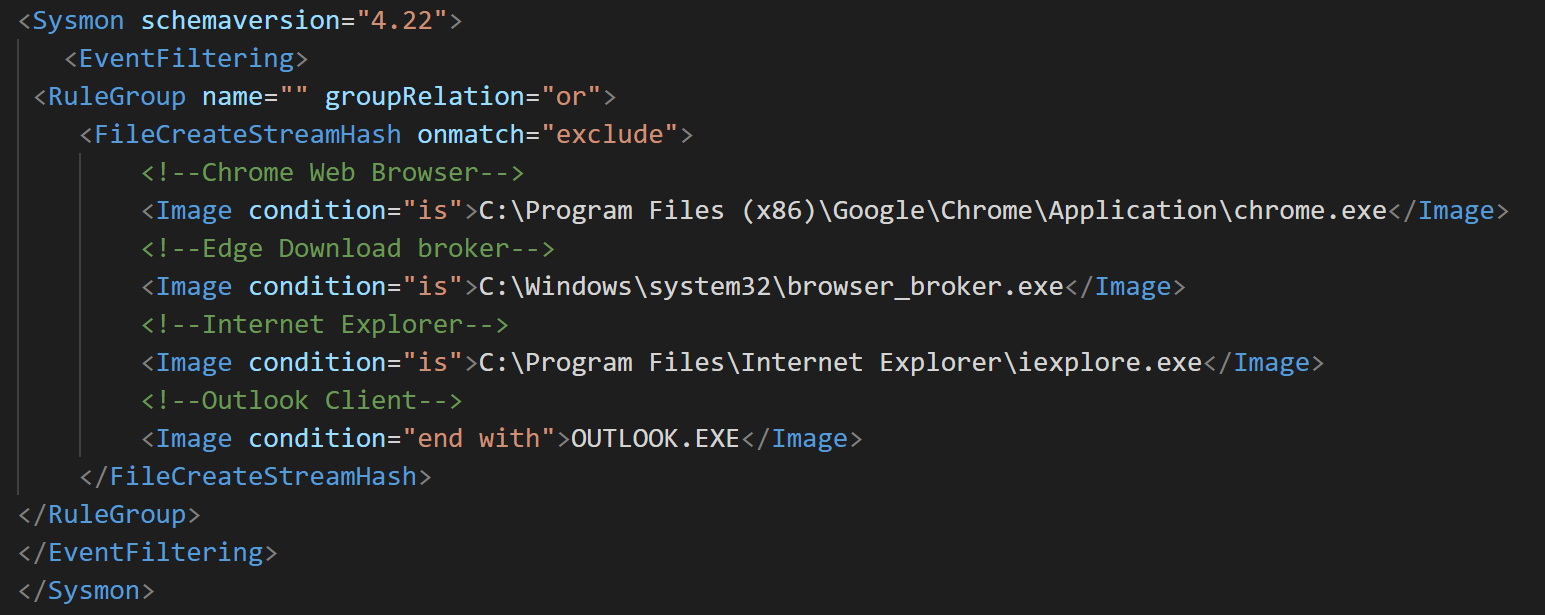 <Sysmon schemaversion="4.22">
<EventFiltering>
<RuleGroup name="" groupRelation="or">
<FileCreateStreamHash onmatch="exclude">
<!--Chrome Web Browser-->
<Image condition="is">C:\Program Files (x86)\Google\Chrome\Application\chrome.exe</Image>
<!--Edge Download broker-->
<Image condition="is">C:\Windows\system32\browser_broker.exe</Image>
<!--Internet Explorer-->
<Image condition="is">C:\Program Files\Internet Explorer\iexplore.exe</Image>
<!--Outlook Client-->
<Image condition="end with">OUTLOOK.EXE</Image>
</FileCreateStreamHash>
</RuleGroup>
</EventFiltering>
</Sysmon>